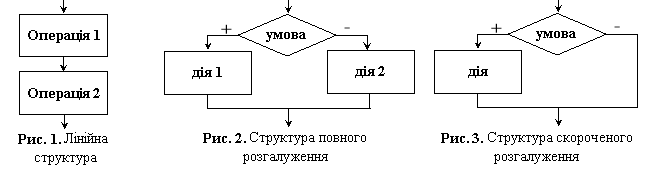 Операція 1
Операція 2
Рис. 1. Лінійна
структура
+
умова
-
дія 1
дія 2
Рис. 2. Структура повного
розгалуження
+
умова
-
дія
Рис. 3. Структура скороченого
розгалуження